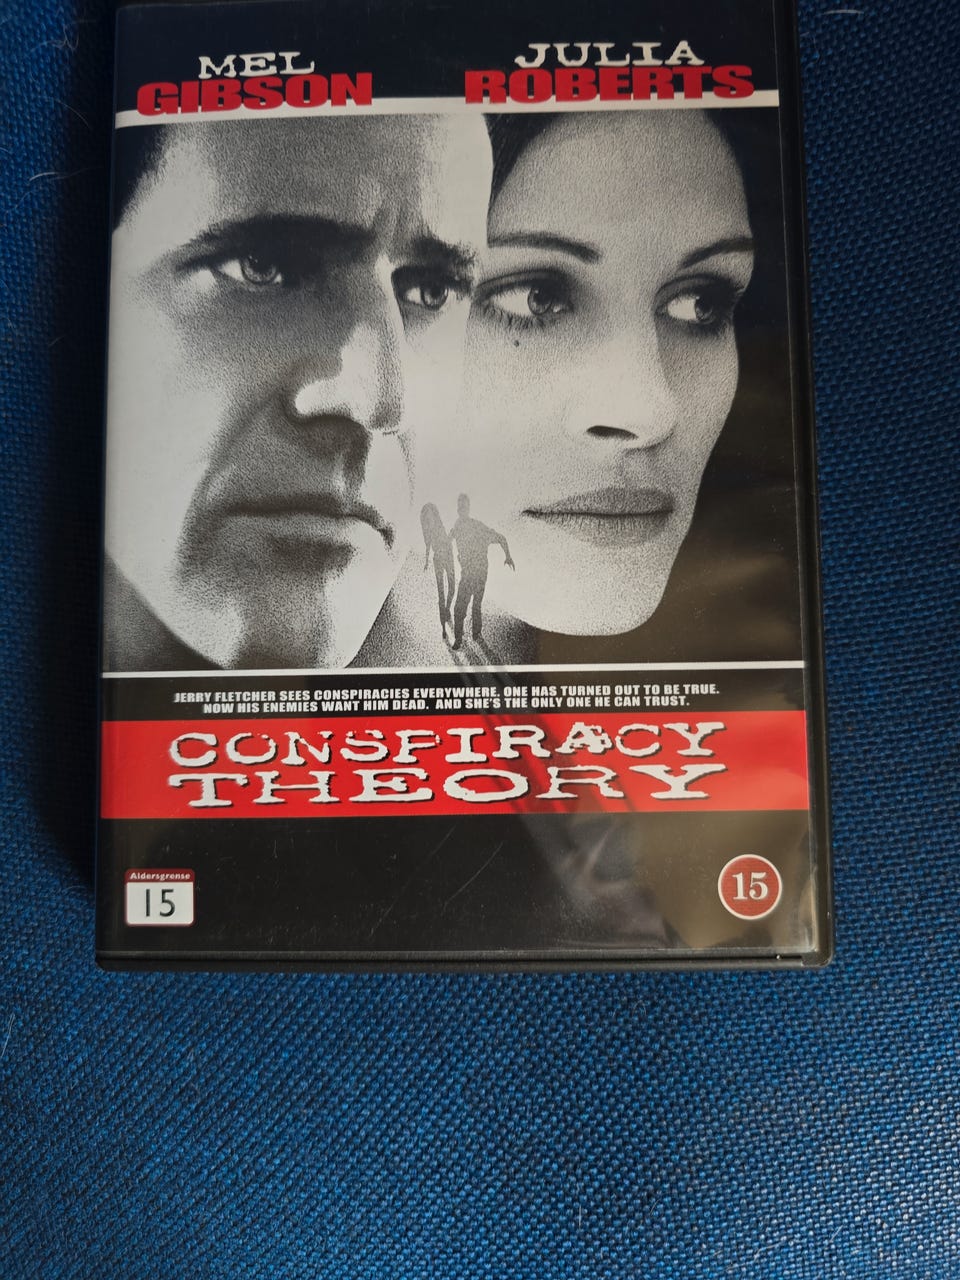 MEL
GIBSON
JULIA
ROBERTS
JERRY FLETCHER SEES CONSPIRACIES EVERYWHERE. ONE HAS TURNED OUT TO BE TRUE.
NOW HIS ENEMIES WANT HIM DEAD. AND SHE'S THE ONLY ONE HE CAN TRUST.
CONSPIRACY
THEORY
Aldersgrense
15
15